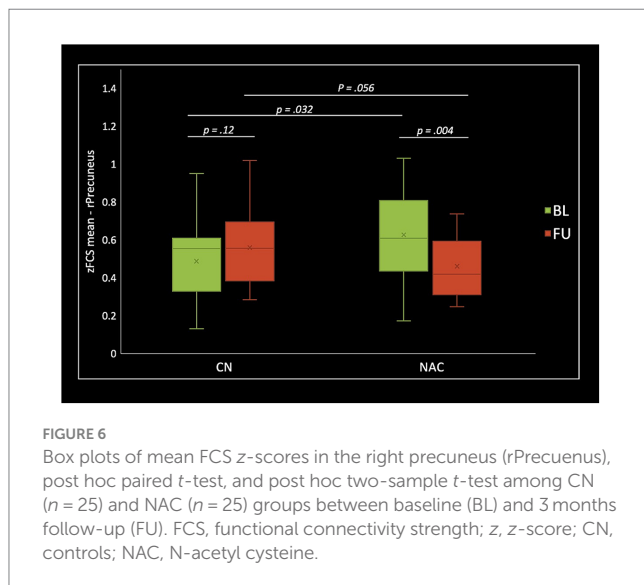 1.4
1.2
1
0.8
0.6
0.4
0.2
0
zFCS mean - rPrecuneus
P = .056
p = .032
p = .12
p = .004
BL
FU
CN
NAC
FIGURE 6
Box plots of mean FCS z-scores in the right precuneus (rPrecuenus),
post hoc paired t-test, and post hoc two-sample t-test among CN
(n = 25) and NAC (n = 25) groups between baseline (BL) and 3 months
follow-up (FU). FCS, functional connectivity strength; z, z-score; CN,
controls; NAC, N-acetyl cysteine.